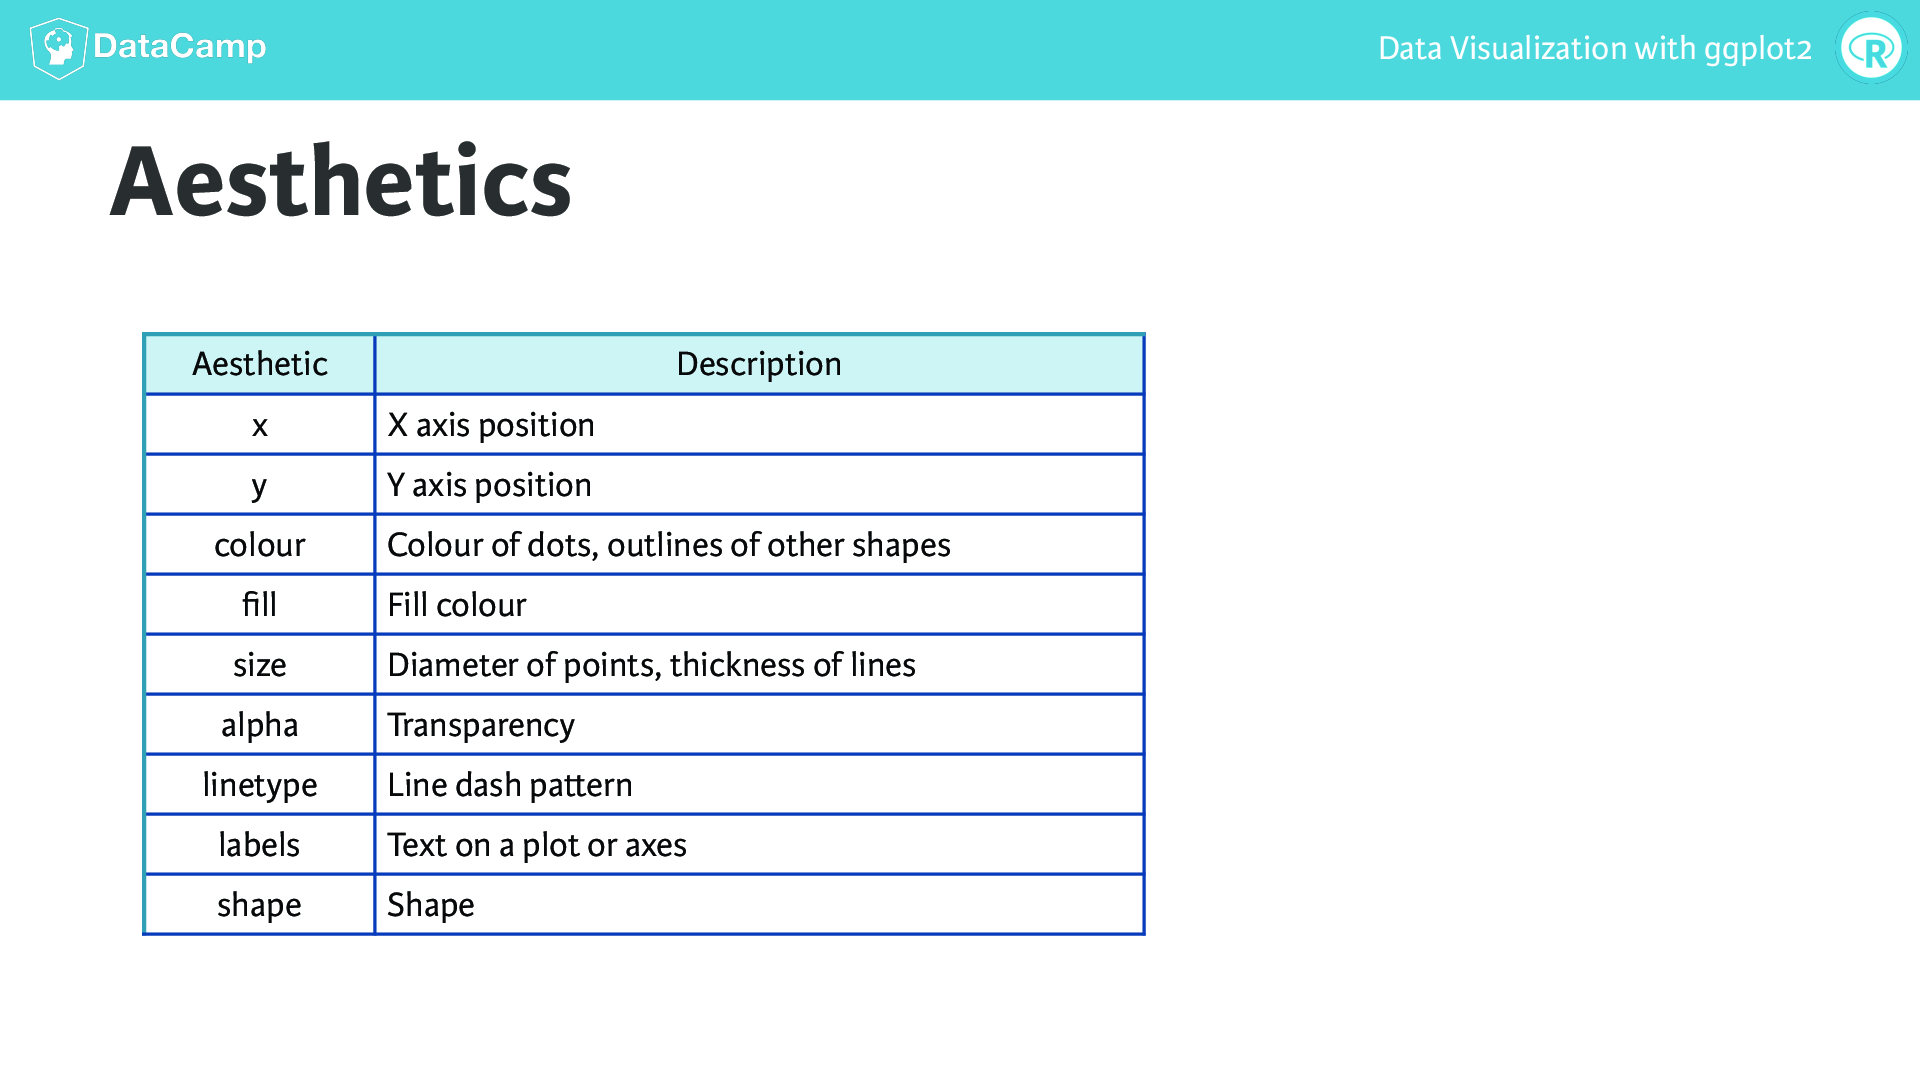 DataCamp
Data Visualization with ggplot2
R
Aesthetics
Aesthetic Description
x X axis position
y Y axis position
colour Colour of dots, outlines of other shapes
fill Fill colour
size Diameter of points, thickness of lines
alpha Transparency
linetype Line dash pattern
labels Text on a plot or axes
shape Shape